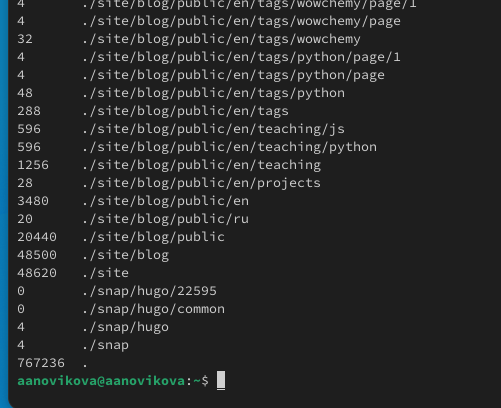 4 ./site/blog/public/en/tags/wowchemy/page/1
4 ./site/blog/public/en/tags/wowchemy/page
32 ./site/blog/public/en/tags/wowchemy
4 ./site/blog/public/en/tags/python/page/1
4 ./site/blog/public/en/tags/python/page
48 ./site/blog/public/en/tags/python
288 ./site/blog/public/en/tags
596 ./site/blog/public/en/teaching/js
596 ./site/blog/public/en/teaching/python
1256 ./site/blog/public/en/teaching
28 ./site/blog/public/en/projects
3480 ./site/blog/public/en
20 ./site/blog/public/ru
20440 ./site/blog/public
48500 ./site/blog
48620 ./site
0 ./snap/hugo/22595
0 ./snap/hugo/common
4 ./snap/hugo
4 ./snap
767236 .
aanovikova@aanovikova:~$